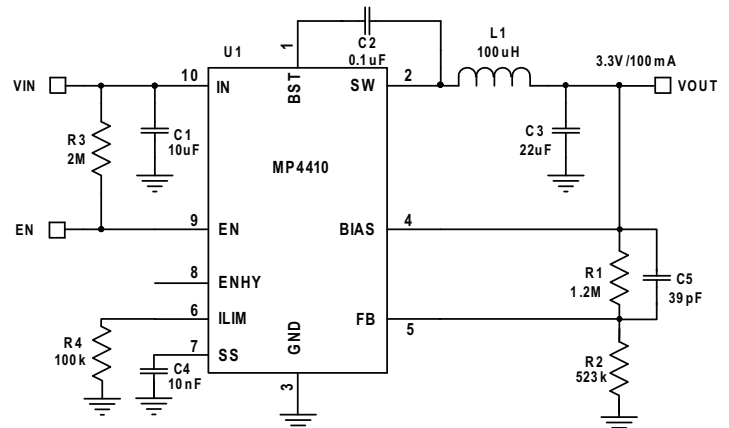 U1
1
C2
0.1uF
L1
100uH
3.3V/100mA
VIN
10
IN
BST
SW
2
VOUT
R3
2M
C1
10uF
MP4410
C3
22uF
EN
9
EN
BIAS
4
8
ENHY
R1
1.2M
C5
39pF
6
ILIM
FB
5
R4
100k
7
SS
GND
C4
10nF
3
R2
523k